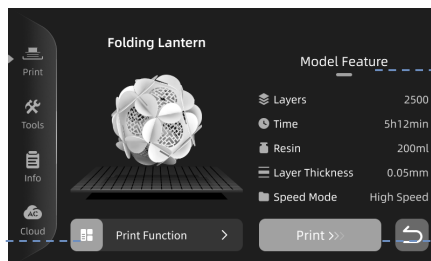 Folding Lantern
Model Feature
Print
Layers 2500
Time 5h12min
Tools
Resin 200ml
Info
Layer Thickness 0.05mm
Speed Mode High Speed
AC
Cloud
Print Function >
Print >>>